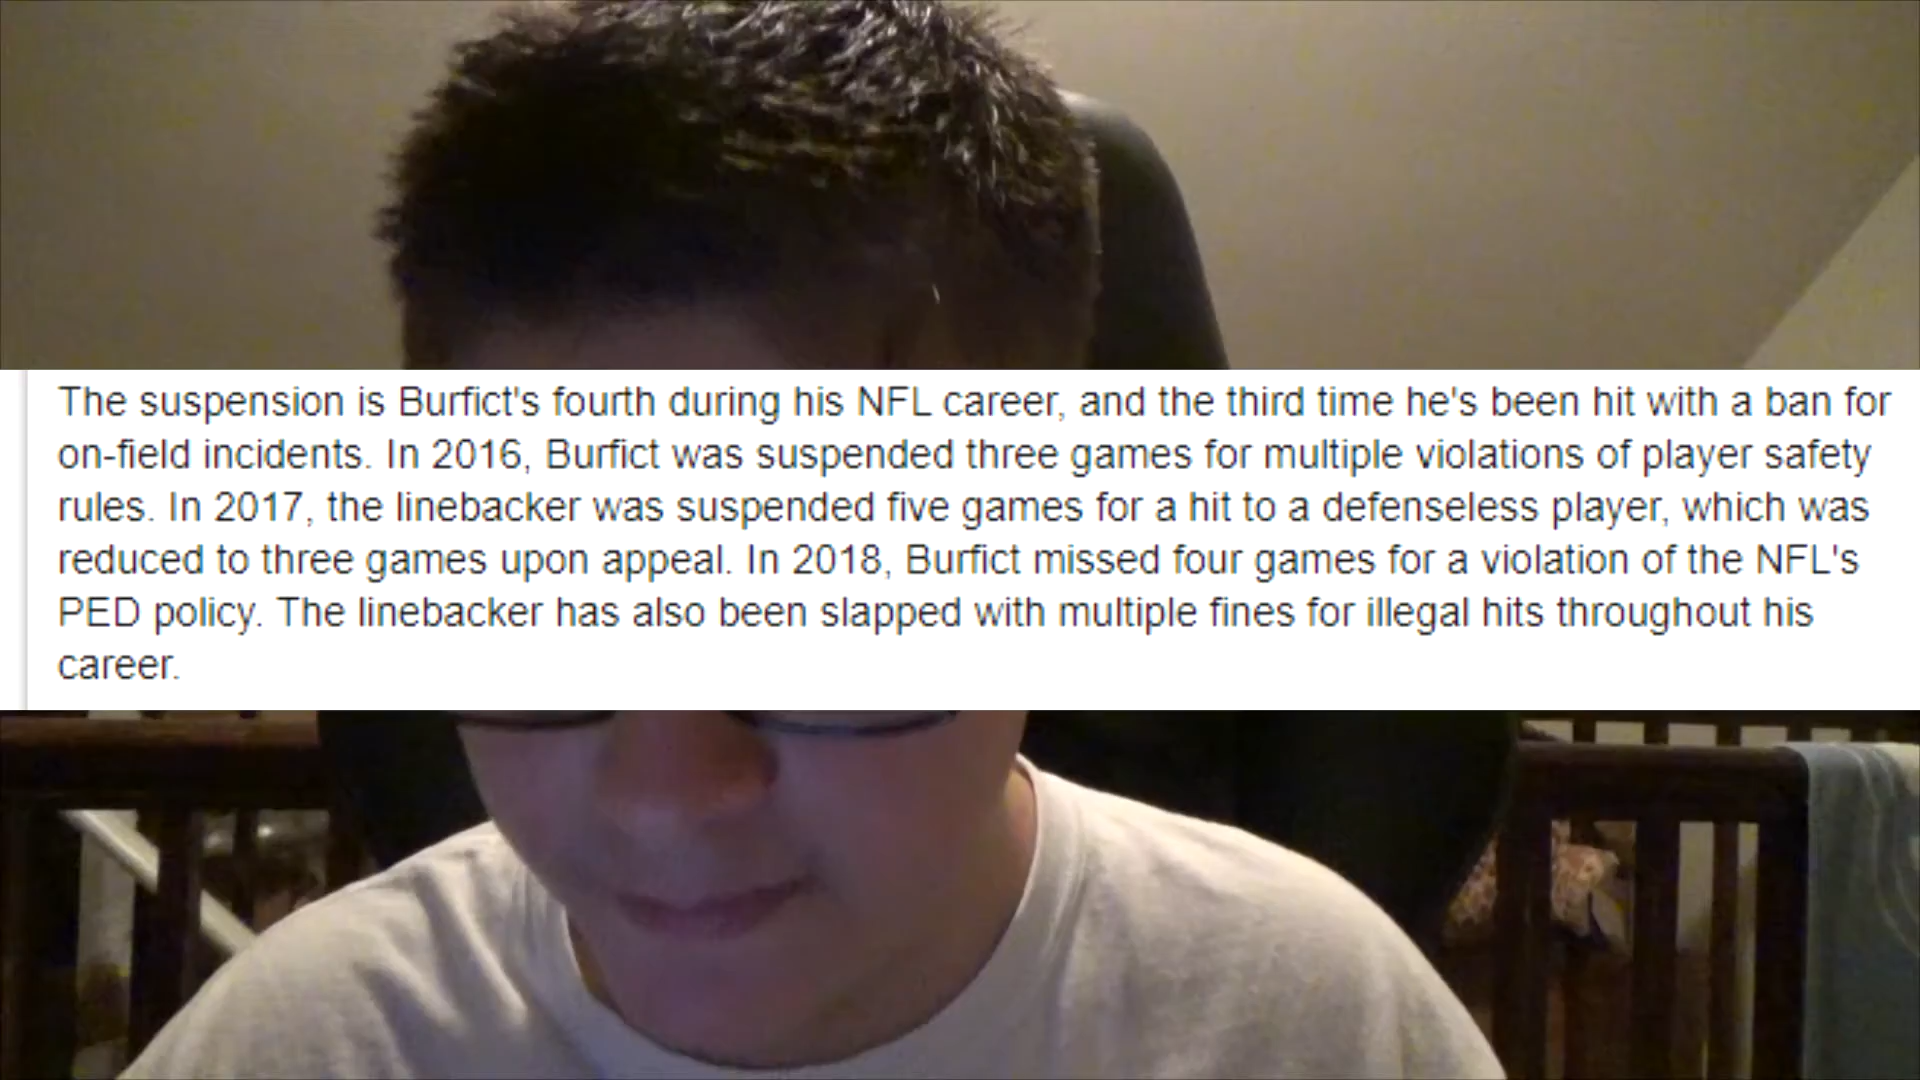 The suspension is Burfict's fourth during his NFL career, and the third time he's been hit with a ban for
on-field incidents. In 2016, Burfict was suspended three games for multiple violations of player safety
rules. In 2017, the linebacker was suspended five games for a hit to a defenseless player, which was
reduced to three games upon appeal. In 2018, Burfict missed four games for a violation of the NFL's
PED policy. The linebacker has also been slapped with multiple fines for illegal hits throughout his
career.